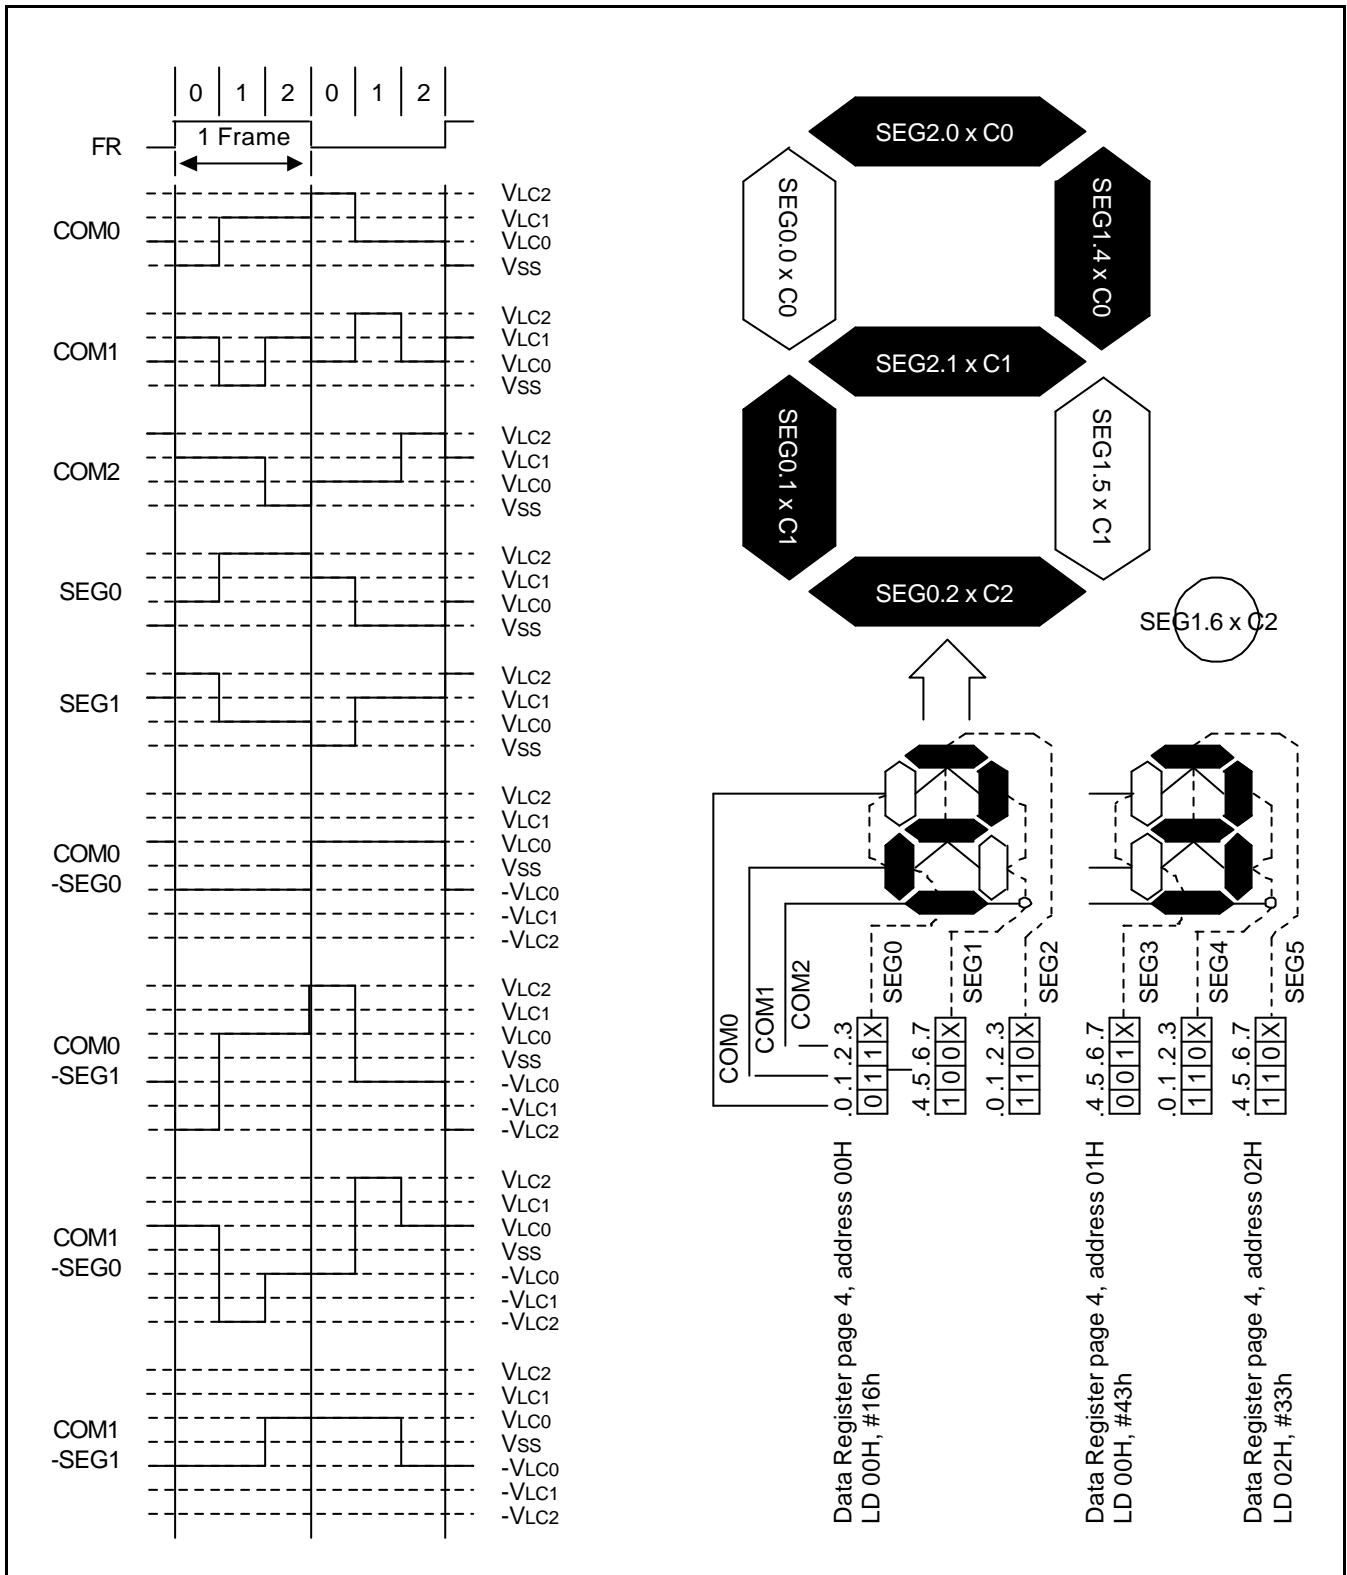 0 1 2 0 1 2
FR
1 Frame
COM0
VLC2
VLC1
VLC0
VSS
COM1
VLC2
VLC1
VLC0
VSS
COM2
VLC2
VLC1
VLC0
VSS
SEG0
VLC2
VLC1
VLC0
VSS
SEG1
VLC2
VLC1
VLC0
VSS
COM0
-SEG0
VLC2
VLC1
VLC0
VSS
-VLC0
-VLC1
-VLC2
COM0
-SEG1
VLC2
VLC1
VLC0
VSS
-VLC0
-VLC1
-VLC2
COM1
-SEG0
VLC2
VLC1
VLC0
VSS
-VLC0
-VLC1
-VLC2
COM1
-SEG1
VLC2
VLC1
VLC0
VSS
-VLC0
-VLC1
-VLC2
SEG2.0 x C0
SEG0.0 x C0
SEG1.4 x C0
SEG2.1 x C1
SEG0.1 x C1
SEG1.5 x C1
SEG0.2 x C2
SEG1.6 x C2
COM0
COM1
COM2
SEG0
SEG1
SEG2
SEG3
SEG4
SEG5
.0 .1 .2 .3
0 1 1 X
.4 .5 .6 .7
1 0 0 X
.0 .1 .2 .3
1 1 0 X
.4 .5 .6 .7
0 0 1 X
.0 .1 .2 .3
1 1 0 X
.4 .5 .6 .7
1 1 0 X
Data Register page 4, address 00H
LD 00H, #16h
Data Register page 4, address 01H
LD 00H, #43h
Data Register page 4, address 02H
LD 02H, #33h